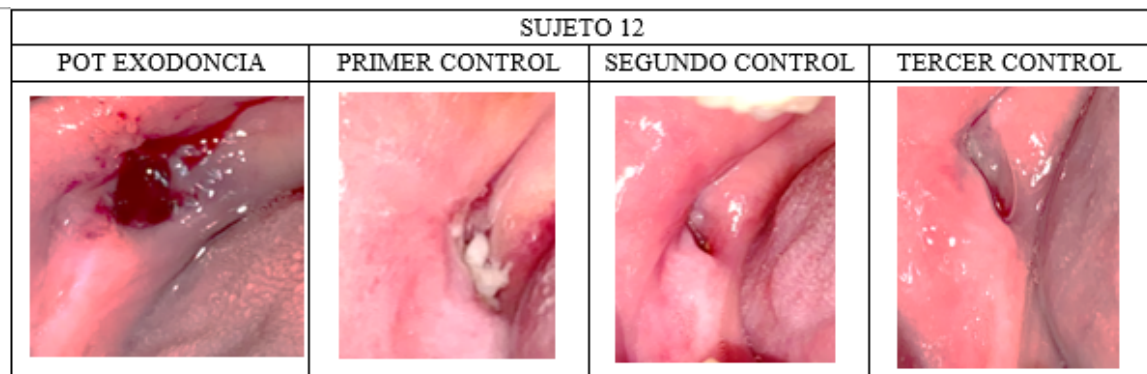 SUJETO 12
POT EXODONCIA PRIMER CONTROL SEGUNDO CONTROL TERCER CONTROL